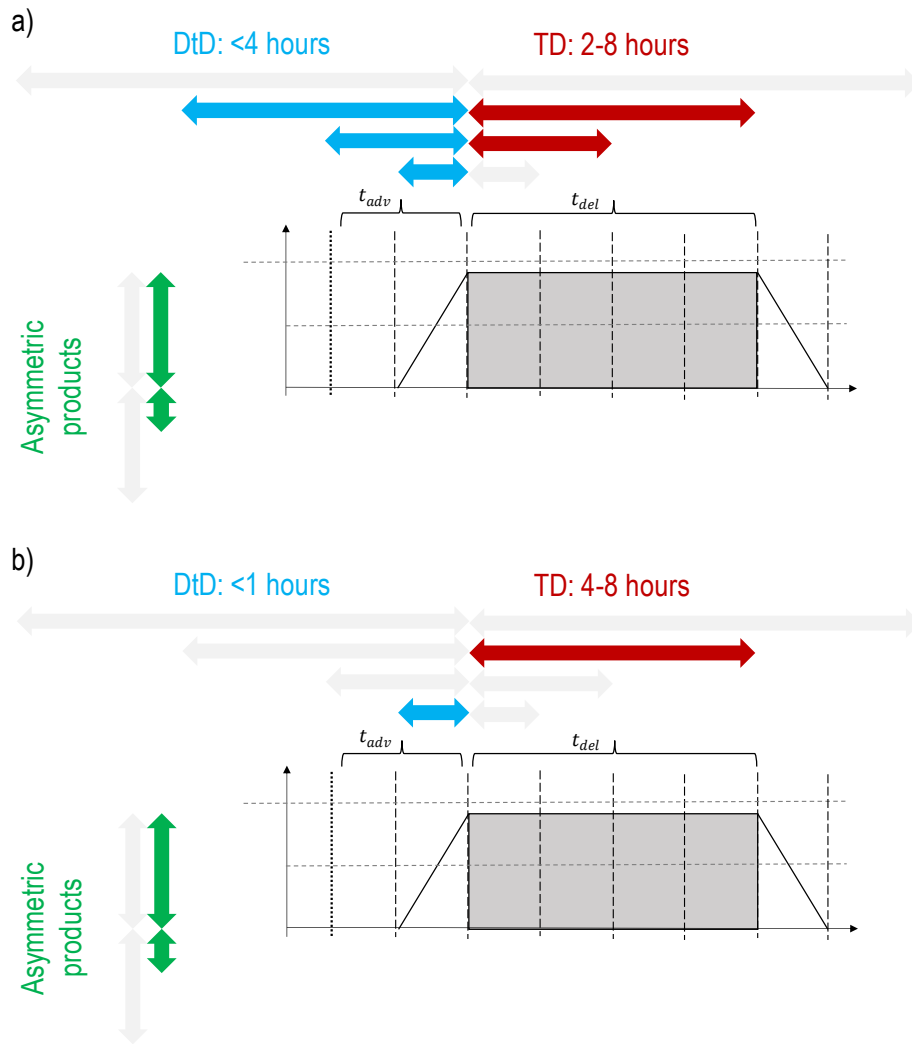 a)
DtD: <4 hours
TD: 2-8 hours
t_adv
t_del
Asymmetric
products
b)
DtD: <1 hours
TD: 4-8 hours
t_adv
t_del
Asymmetric
products